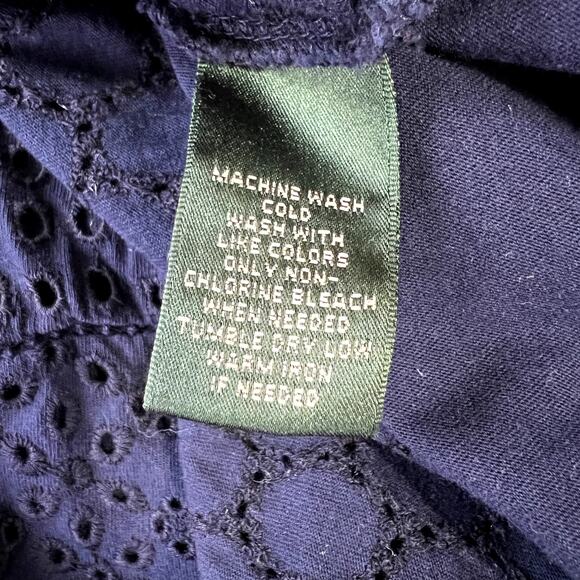 MACHINE WASH
COLD
WASH WITH
LIKE COLORS
ONLY NON-
CHLORINE BLEACH
WHEN NEEDED
TUMBLE DRY LOW
WARM IRON
IF NEEDED